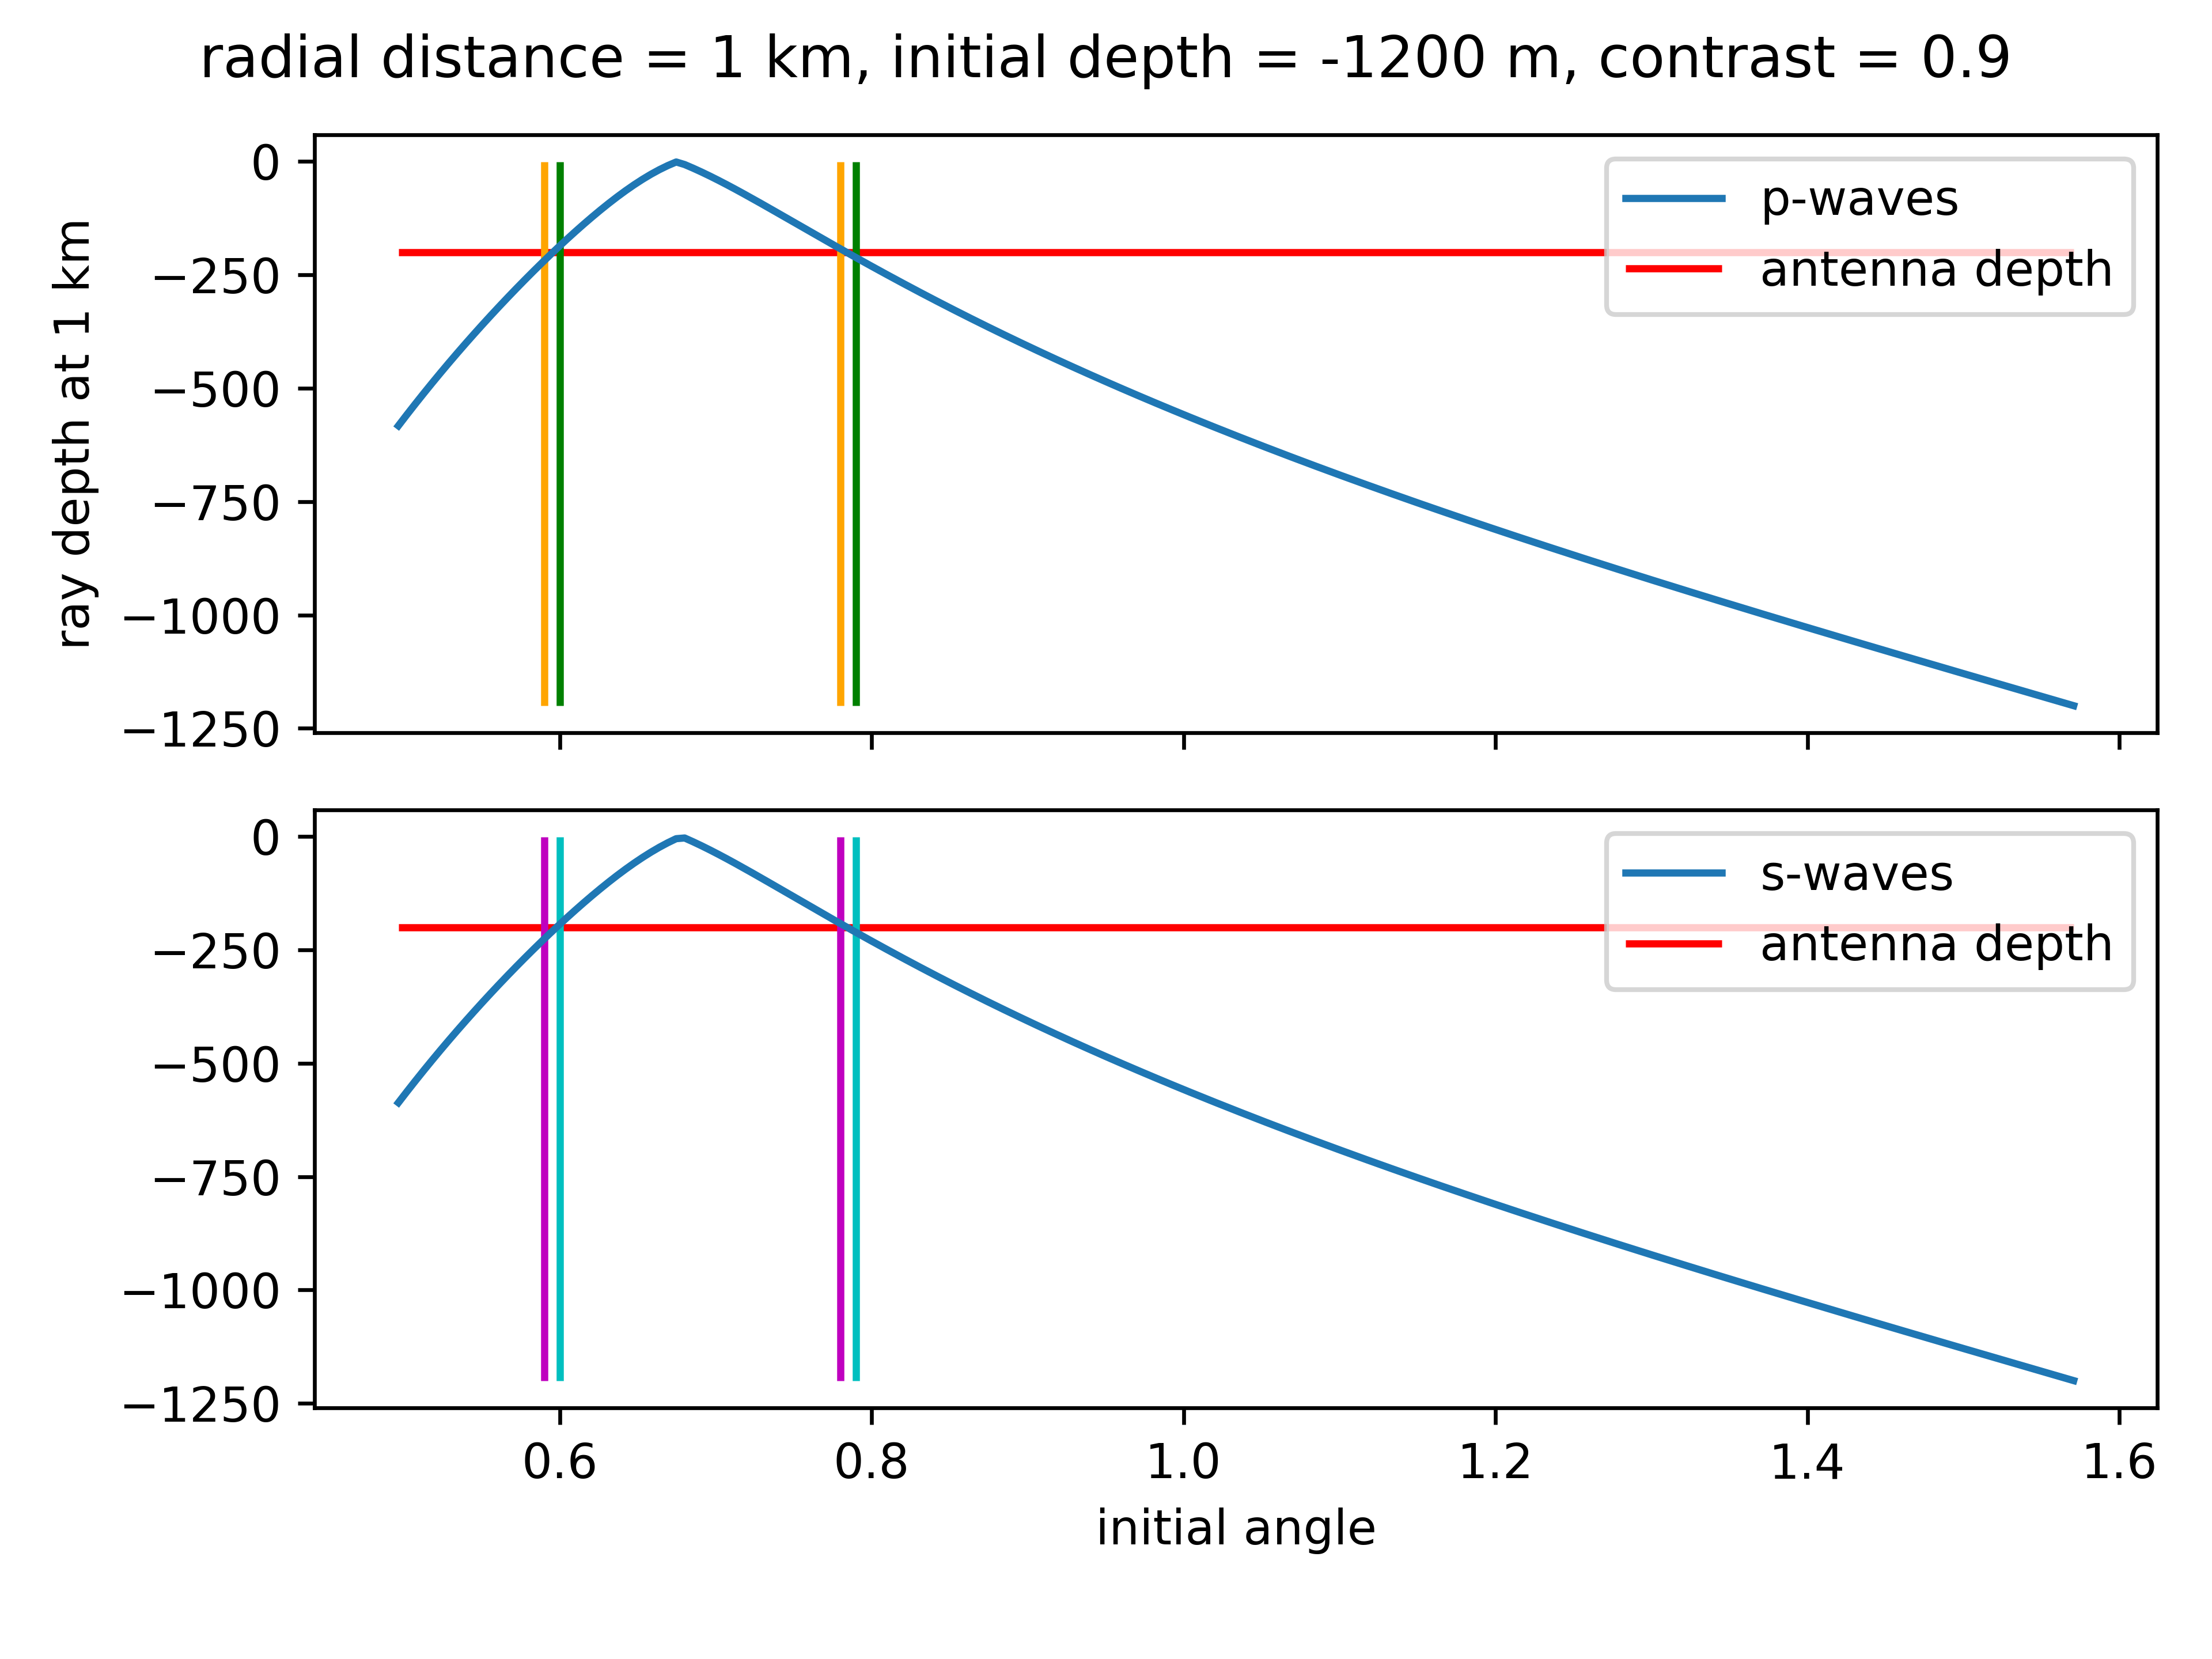 radial distance = 1 km, initial depth = -1200 m, contrast = 0.9
ray depth at 1 km
0
−250
−500
−750
−1000
−1250
p-waves
antenna depth
0
−250
−500
−750
−1000
−1250
s-waves
antenna depth
0.6 0.8 1.0 1.2 1.4 1.6
initial angle